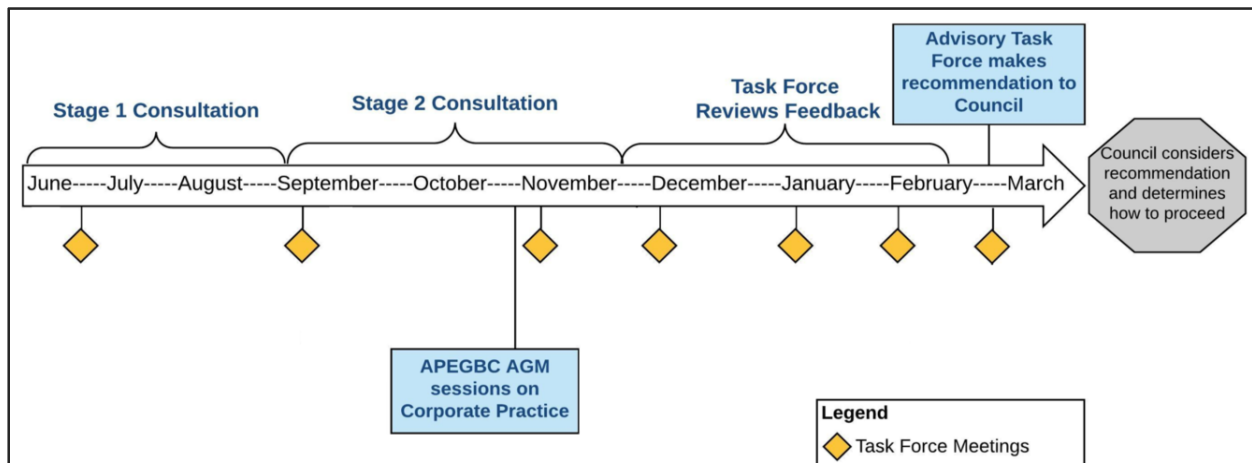 Advisory Task
Force makes
recommendation to
Council
Stage 1 Consultation
Stage 2 Consultation
Task Force
Reviews Feedback
June-----July-----August-----September-----October-----November-----December-----January-----February-----March
Council considers
recommendation
and determines
how to proceed
APEGBC AGM
sessions on
Corporate Practice
Legend
Task Force Meetings